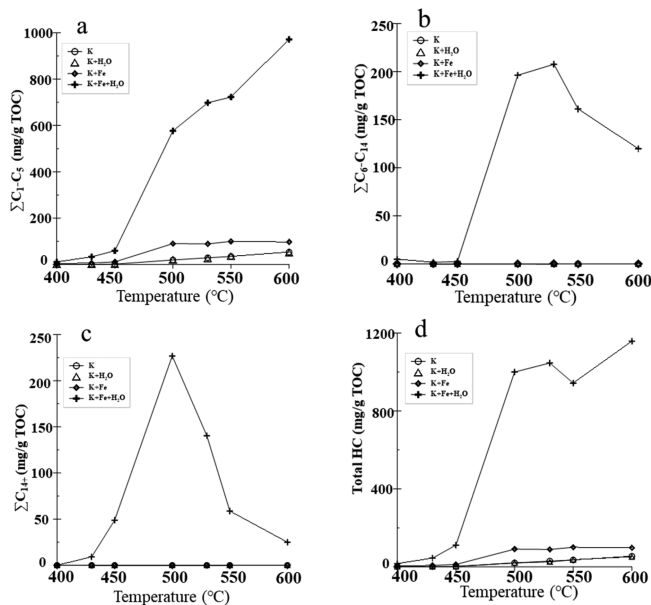 a
1000
800
600
400
200
100
0
400
450
500
550
600
∑C1-C5 (mg/g TOC)
Temperature (℃)
K
K+H2O
K+Fe
K+Fe+H2O
b
250
200
150
100
50
0
400
450
500
550
600
∑C6-C14 (mg/g TOC)
Temperature (℃)
K
K+H2O
K+Fe
K+Fe+H2O
c
250
200
150
100
50
0
400
450
500
550
600
∑C14+ (mg/g TOC)
Temperature (℃)
K
K+H2O
K+Fe
K+Fe+H2O
d
1200
800
400
0
400
450
500
550
600
Total HC (mg/g TOC)
Temperature (℃)
K
K+H2O
K+Fe
K+Fe+H2O